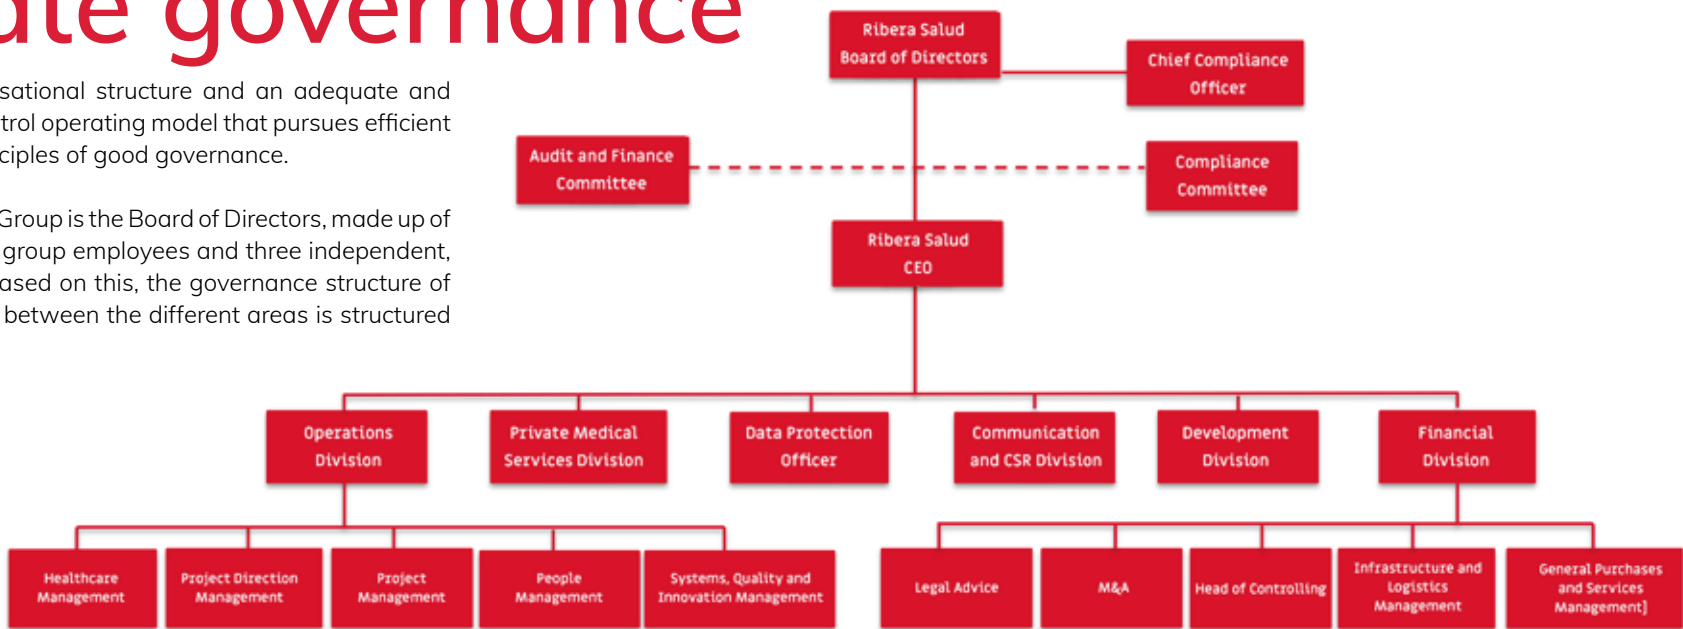 ate governance
sational structure and an adequate and
trol operating model that pursues efficient
ciples of good governance.
Group is the Board of Directors, made up of
group employees and three independent,
ased on this, the governance structure of
between the different areas is structured
Ribera Salud
Board of Directors
Chief Compliance
Officer
Audit and Finance
Committee
Compliance
Committee
Ribera Salud
CEO
Operations
Division
Private Medical
Services Division
Data Protection
Officer
Communication
and CSR Division
Development
Division
Financial
Division
Healthcare
Management
Project Direction
Management
Project
Management
People
Management
Systems, Quality and
Innovation Management
Legal Advice
M&A
Head of Controlling
Infrastructure and
Logistics
Management
General Purchases
and Services
Management]